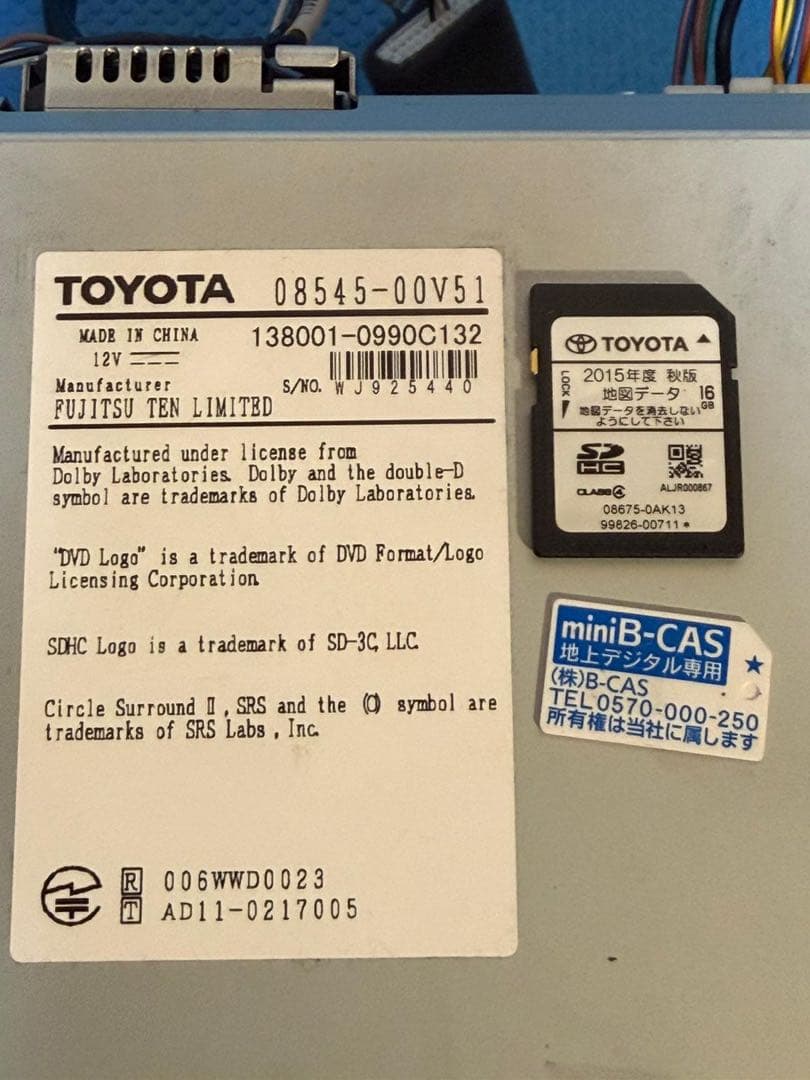 TOYOTA 08545-00V51
MADE IN CHINA 138001-0990C132
12V
Manufacturer S/NO. WJ925440
FUJITSU TEN LIMITED
Manufactured under license from
Dolby Laboratories. Dolby and the double-D
symbol are trademarks of Dolby Laboratories.
"DVD Logo" is a trademark of DVD Format/Logo
Licensing Corporation.
SDHC Logo is a trademark of SD-3C, LLC.
Circle Surround II, SRS and the symbol are
trademarks of SRS Labs, Inc.
R 006WWD0023
T AD11-0217005
TOYOTA
LOCK
2015年度 秋版
地図データ 16GB
地図データを消去しない
ようにして下さい
SD HC
CLASS4 ALJR000867
08675-0AK13
99826-00711*
miniB-CAS
地上デジタル専用
★
(株)B-CAS
TEL 0570-000-250
所有権は当社に属します